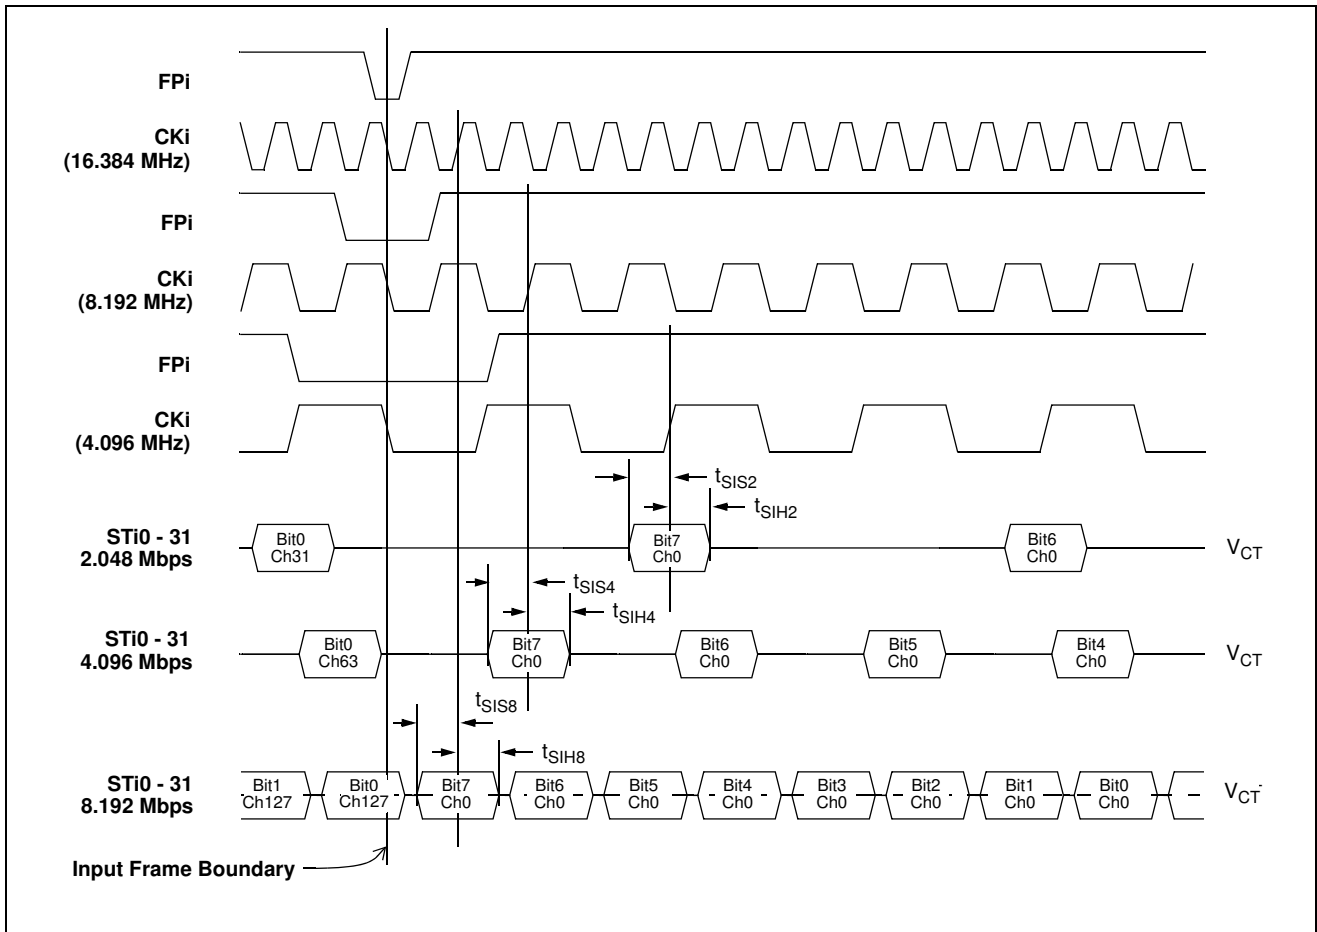 FPi
CKi
(16.384 MHz)
FPi
CKi
(8.192 MHz)
FPi
CKi
(4.096 MHz)
tSIS2
tSIH2
STi0 - 31
2.048 Mbps
Bit0
Ch31
Bit7
Ch0
Bit6
Ch0
VCT
tSIS4
tSIH4
STi0 - 31
4.096 Mbps
Bit0
Ch63
Bit7
Ch0
Bit6
Ch0
Bit5
Ch0
Bit4
Ch0
VCT
tSIS8
tSIH8
STi0 - 31
8.192 Mbps
Bit1
Ch127
Bit0
Ch127
Bit7
Ch0
Bit6
Ch0
Bit5
Ch0
Bit4
Ch0
Bit3
Ch0
Bit2
Ch0
Bit1
Ch0
Bit0
Ch0
VCT
Input Frame Boundary